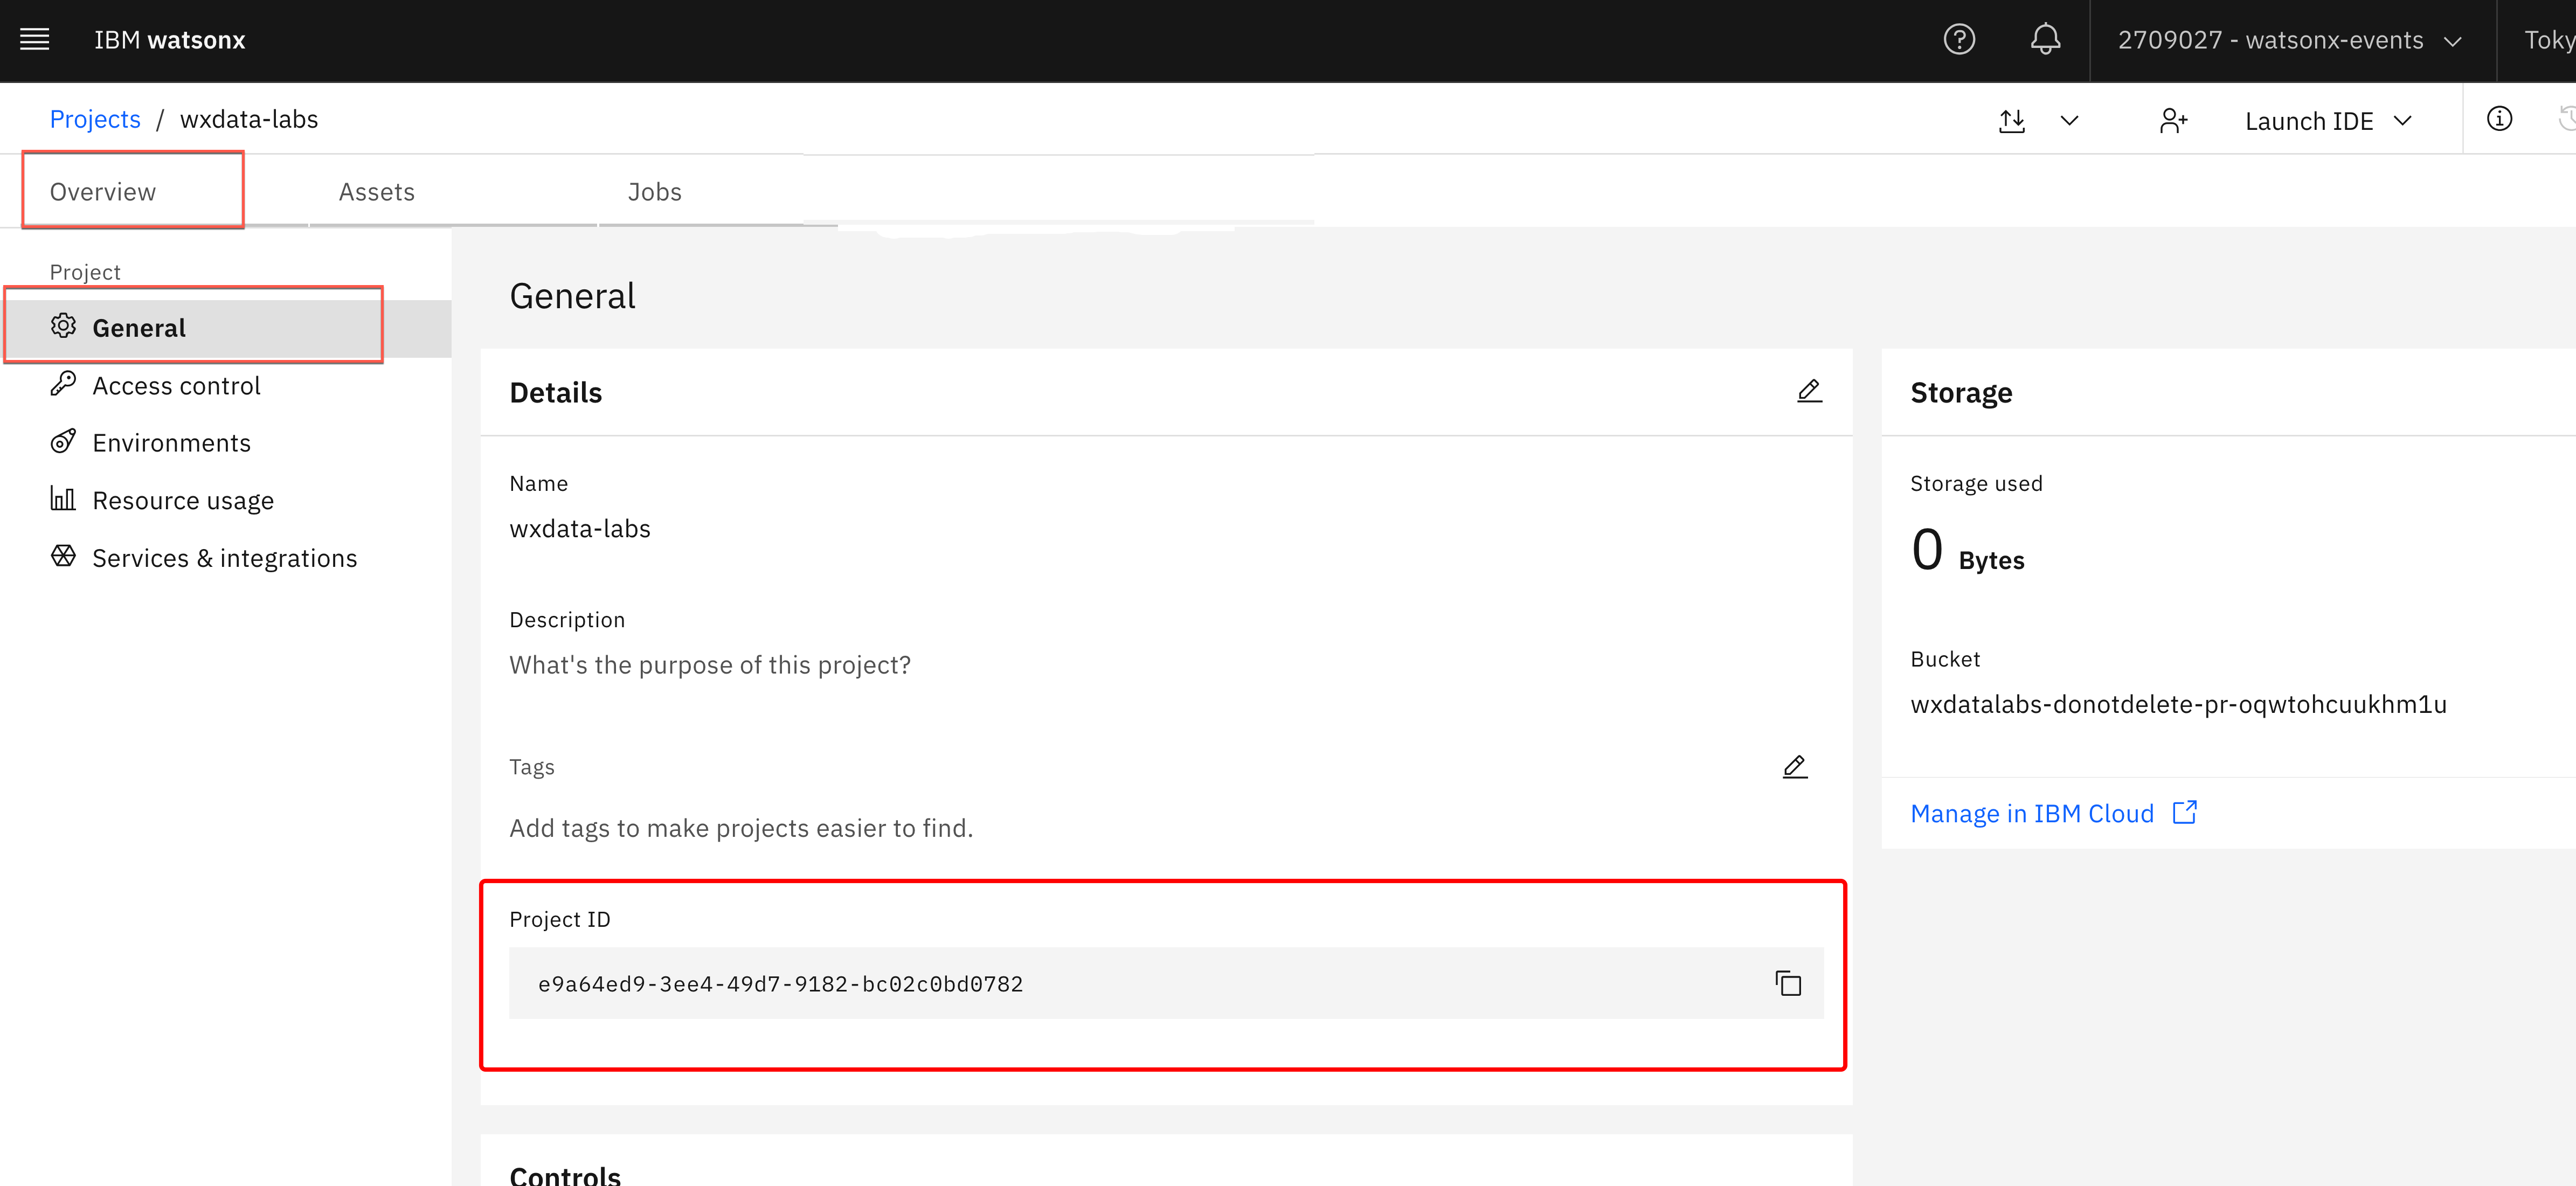 IBM watsonx
2709027 - watsonx-events
Projects / wxdata-labs
Launch IDE
Overview
Assets
Jobs
Project
General
Access control
Environments
Resource usage
Services & integrations
General
Details
Name
wxdata-labs
Description
What's the purpose of this project?
Tags
Add tags to make projects easier to find.
Project ID
e9a64ed9-3ee4-49d7-9182-bc02c0bd0782
Controls
Storage
Storage used
0 Bytes
Bucket
wxdatalabs-donotdelete-pr-oqwtohcuukhm1u
Manage in IBM Cloud